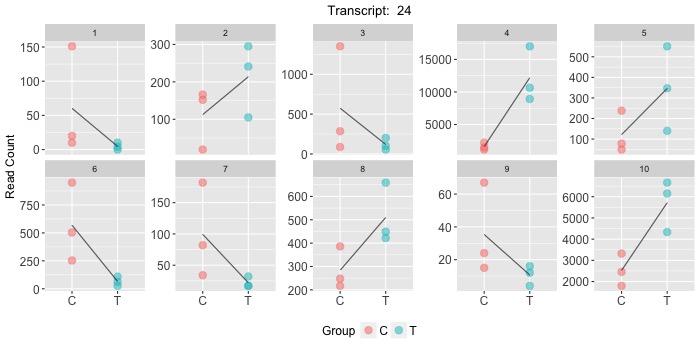 Transcript: 24
1 2 3 4 5
150 300 1000 15000 500
100 200 10000 400
50 100 5000 300
0 0 200
100
Read Count
6 7 8 9 10
750 150 600 60 6000
500 100 500 40 5000
250 50 400 20 4000
0 300 3000
200 2000
C T C T C T C T C T
Group C T